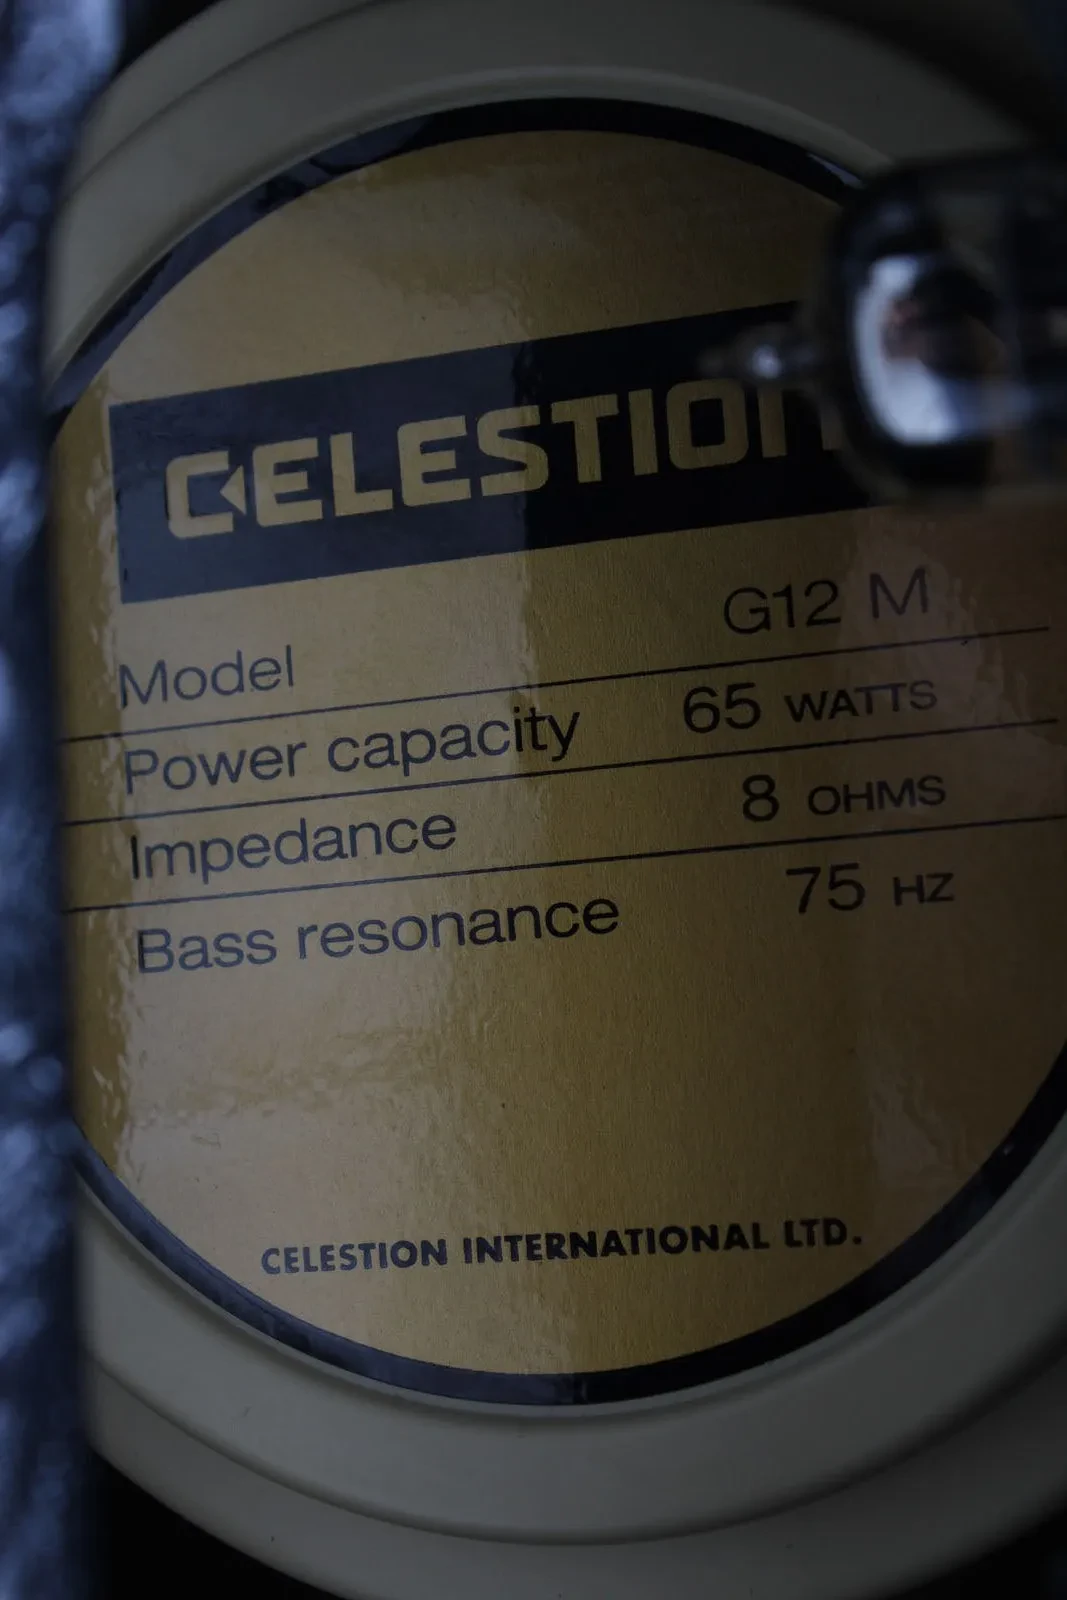 CELESTION
Model G12 M
Power capacity 65 WATTS
Impedance 8 OHMS
Bass resonance 75 HZ
CELESTION INTERNATIONAL LTD.